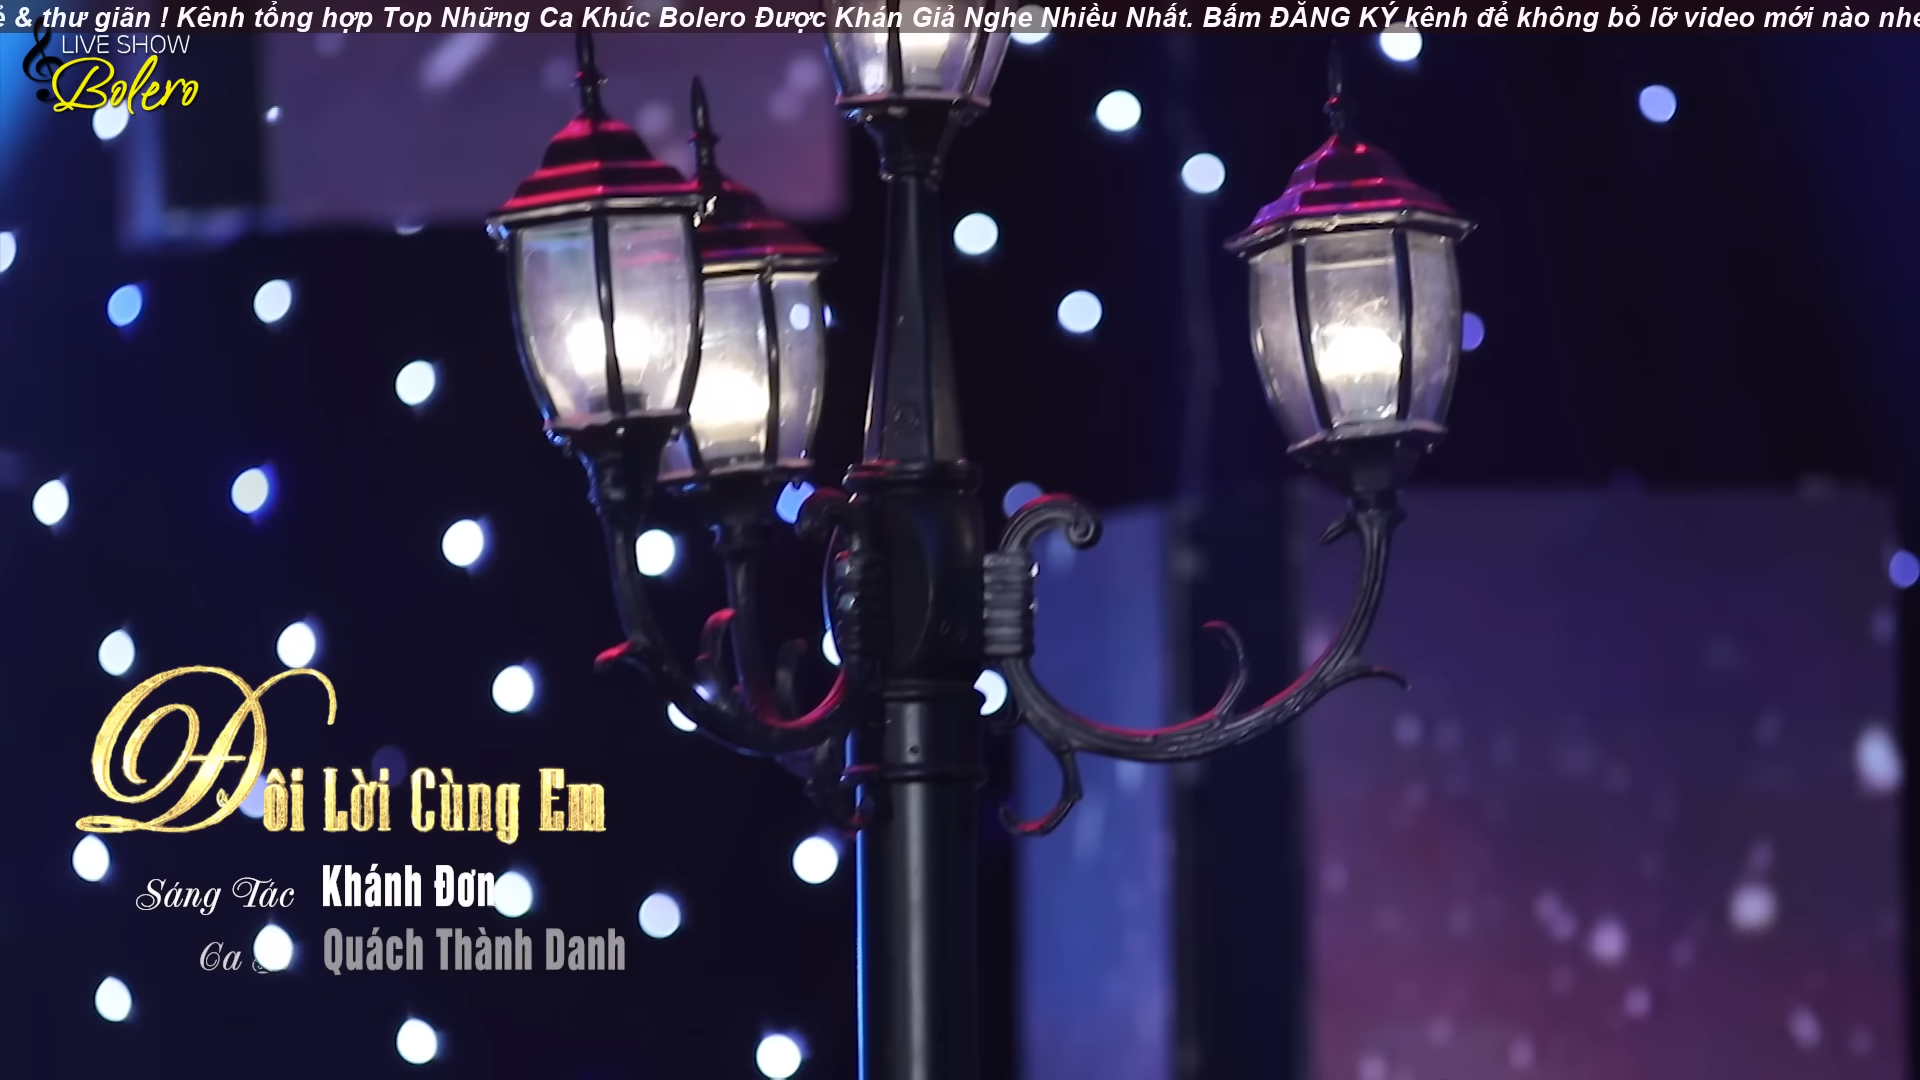 & thư giãn ! Kênh tổng hợp Top Những Ca Khúc Bolero Được Khán Giả Nghe Nhiều Nhất. Bấm ĐĂNG KÝ kênh để không bỏ lỡ video mới nào
LIVE SHOW
Bolero
Đôi Lời Cùng Em
Sáng Tác Khánh Đơn
Ca Quách Thành Danh